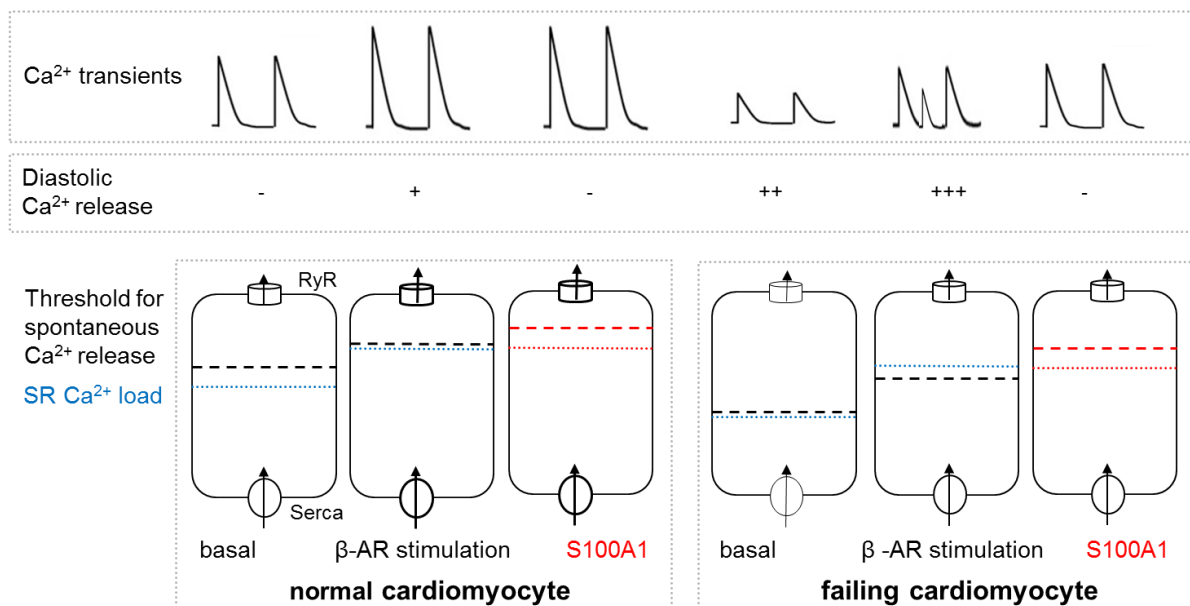 Ca²⁺ transients
Diastolic
Ca²⁺ release
-
+
-
++
+++
-
Threshold for
spontaneous
Ca²⁺ release
SR Ca²⁺ load
RyR
Serca
basal
β-AR stimulation
S100A1
normal cardiomyocyte
basal
β -AR stimulation
S100A1
failing cardiomyocyte